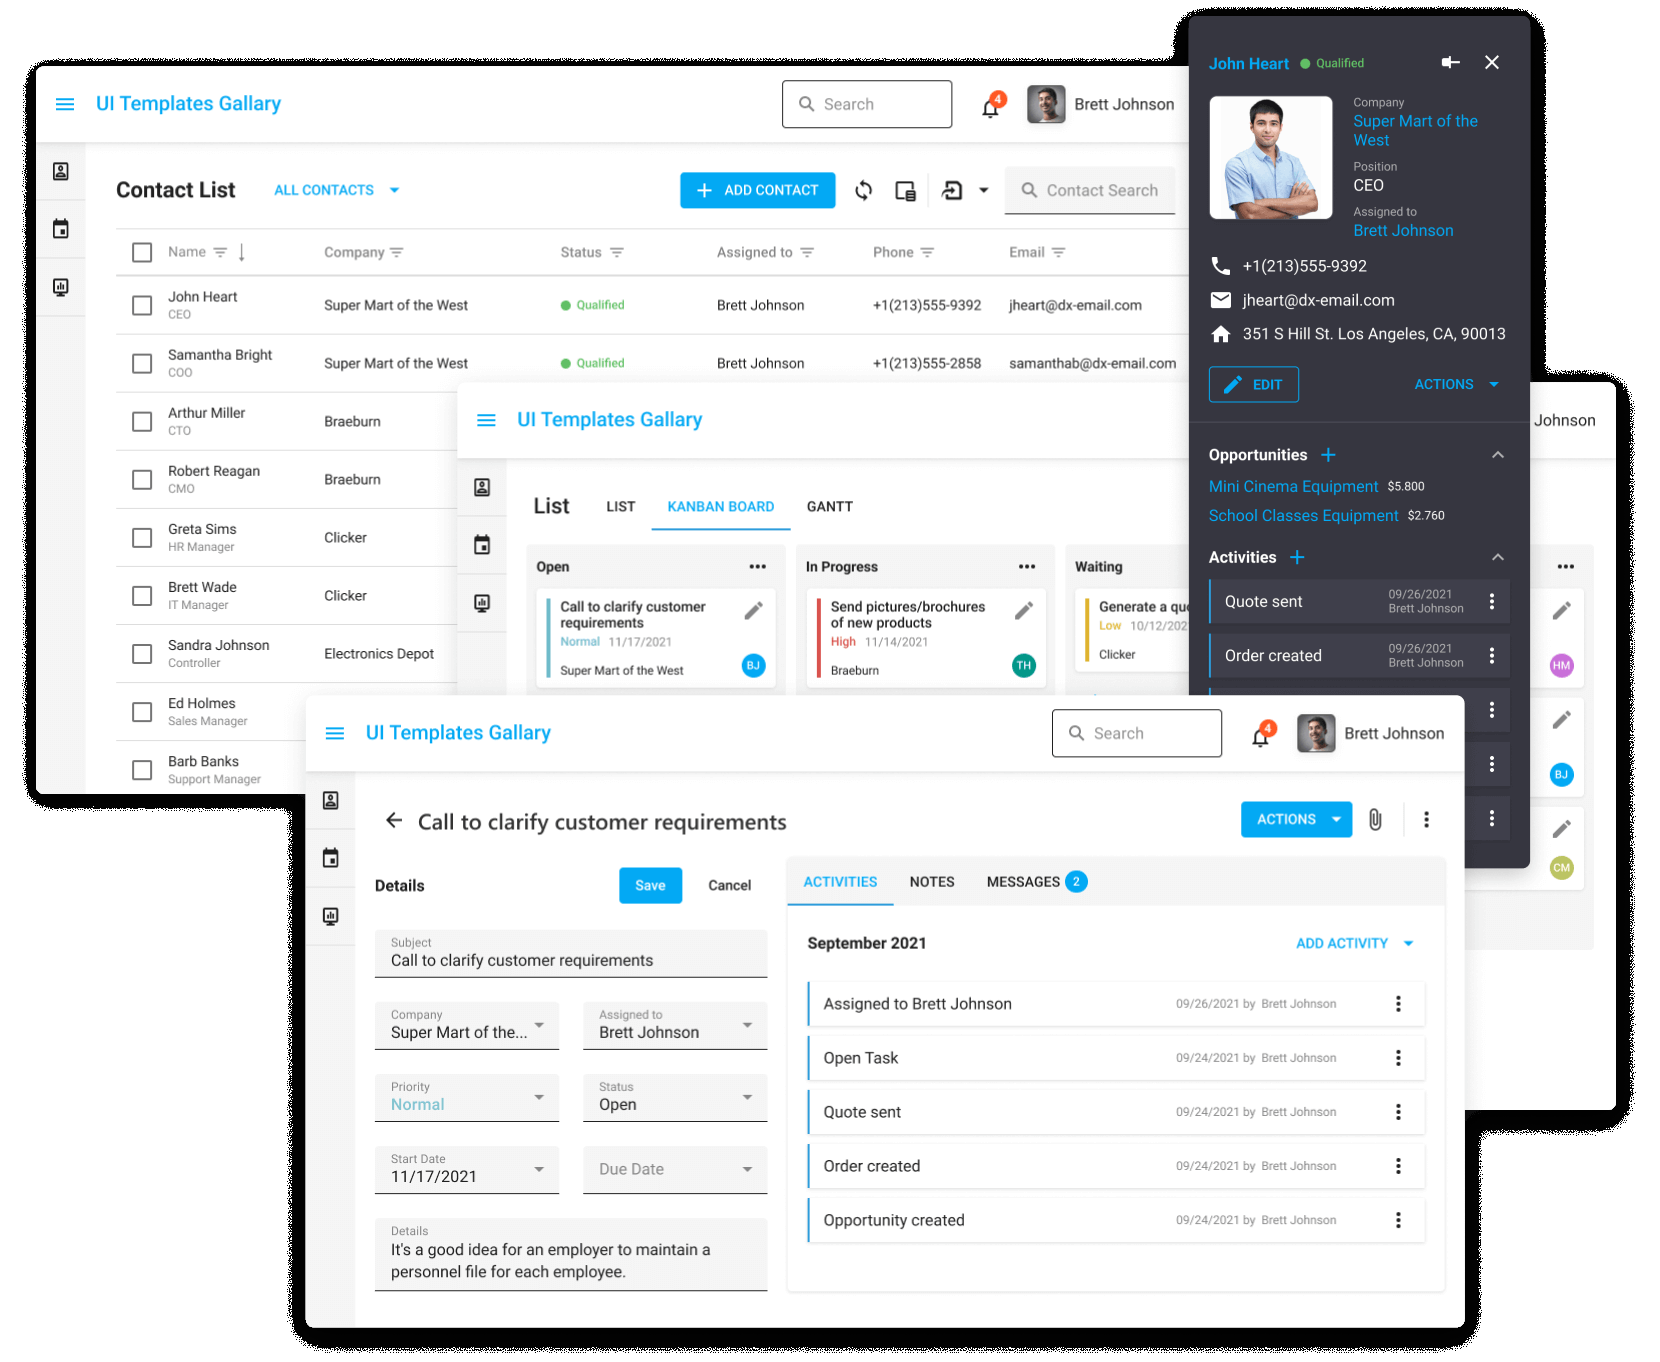 UI Templates Gallary
Search
4
Brett Johnson
Contact List
ALL CONTACTS
ADD CONTACT
Contact Search
Name
Company
Status
Assigned to
Phone
Email
John Heart
CEO
Super Mart of the West
Qualified
Brett Johnson
+1(213)555-9392
jheart@dx-email.com
Samantha Bright
COO
Super Mart of the West
Qualified
Brett Johnson
+1(213)555-2858
samanthab@dx-email.com
Arthur Miller
CTO
Braeburn
Robert Reagan
CMO
Braeburn
Greta Sims
HR Manager
Clicker
Brett Wade
IT Manager
Clicker
Sandra Johnson
Controller
Electronics Depot
Ed Holmes
Sales Manager
Barb Banks
Support Manager
John Heart
Qualified
Company
Super Mart of the
West
Position
CEO
Assigned to
Brett Johnson
+1(213)555-9392
jheart@dx-email.com
351 S Hill St. Los Angeles, CA, 90013
EDIT
ACTIONS
Opportunities
Mini Cinema Equipment $5.800
School Classes Equipment $2.760
Activities
Quote sent
09/26/2021
Brett Johnson
Order created
09/26/2021
Brett Johnson
UI Templates Gallary
Johnson
List
LIST
KANBAN BOARD
GANTT
Open
Call to clarify customer
requirements
Normal 11/17/2021
Super Mart of the West
BJ
In Progress
Send pictures/brochures
of new products
High 11/14/2021
Braeburn
TH
Waiting
Generate a quo
Low 10/12/202
Clicker
HM
BJ
CM
UI Templates Gallary
Search
4
Brett Johnson
Call to clarify customer requirements
ACTIONS
Details
Save
Cancel
Subject
Call to clarify customer requirements
Company
Super Mart of the...
Assigned to
Brett Johnson
Priority
Normal
Status
Open
Start Date
11/17/2021
Due Date
Details
It's a good idea for an employer to maintain a
personnel file for each employee.
ACTIVITIES
NOTES
MESSAGES 2
September 2021
ADD ACTIVITY
Assigned to Brett Johnson
09/26/2021 by Brett Johnson
Open Task
09/24/2021 by Brett Johnson
Quote sent
09/24/2021 by Brett Johnson
Order created
09/24/2021 by Brett Johnson
Opportunity created
09/24/2021 by Brett Johnson